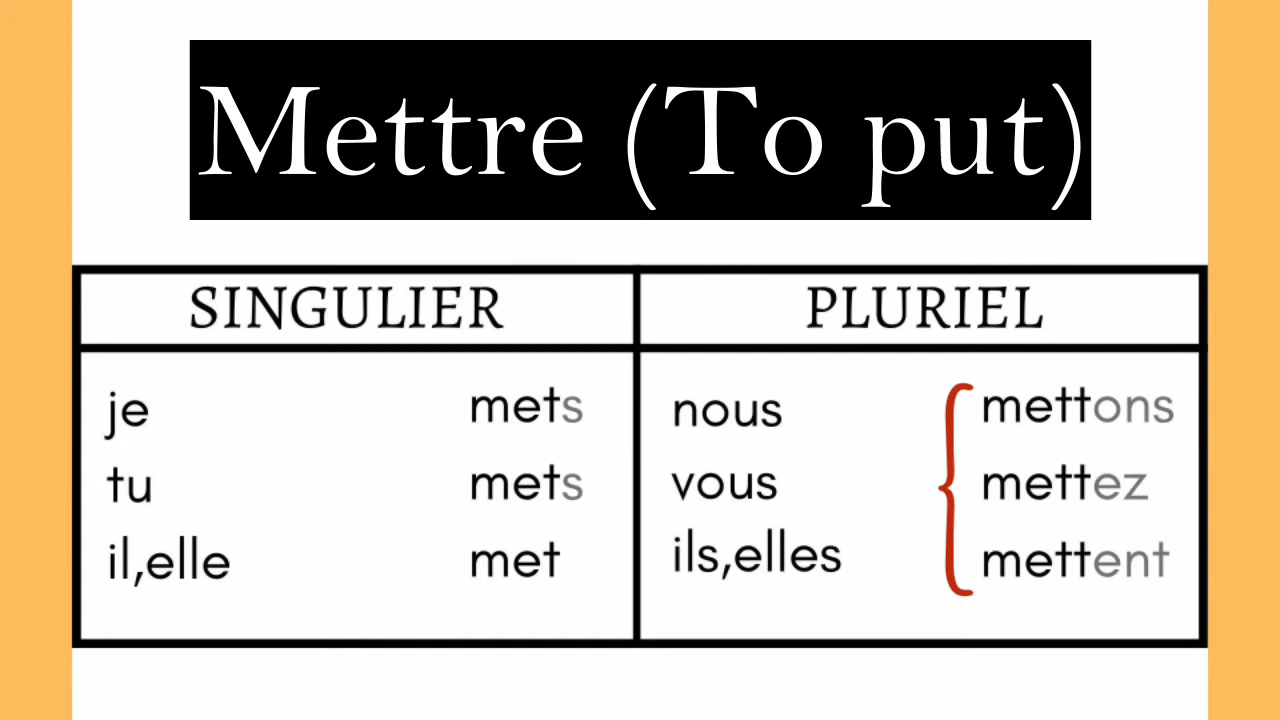 Mettre (To put)
SINGULIER PLURIEL
je mets nous mettons
tu mets vous mettez
il,elle met ils,elles mettent